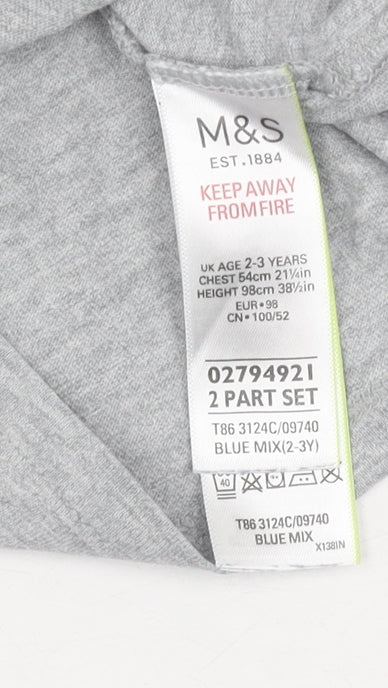 M&S
EST.1884
KEEP AWAY
FROM FIRE
UK AGE 2-3 YEARS
CHEST 54cm 21¼in
HEIGHT 98cm 38½in
EUR•98
CN•100/52
02794921
2 PART SET
T86 3124C/09740
BLUE MIX(2-3Y)
40
T86 3124C/09740
BLUE MIX
X138IN